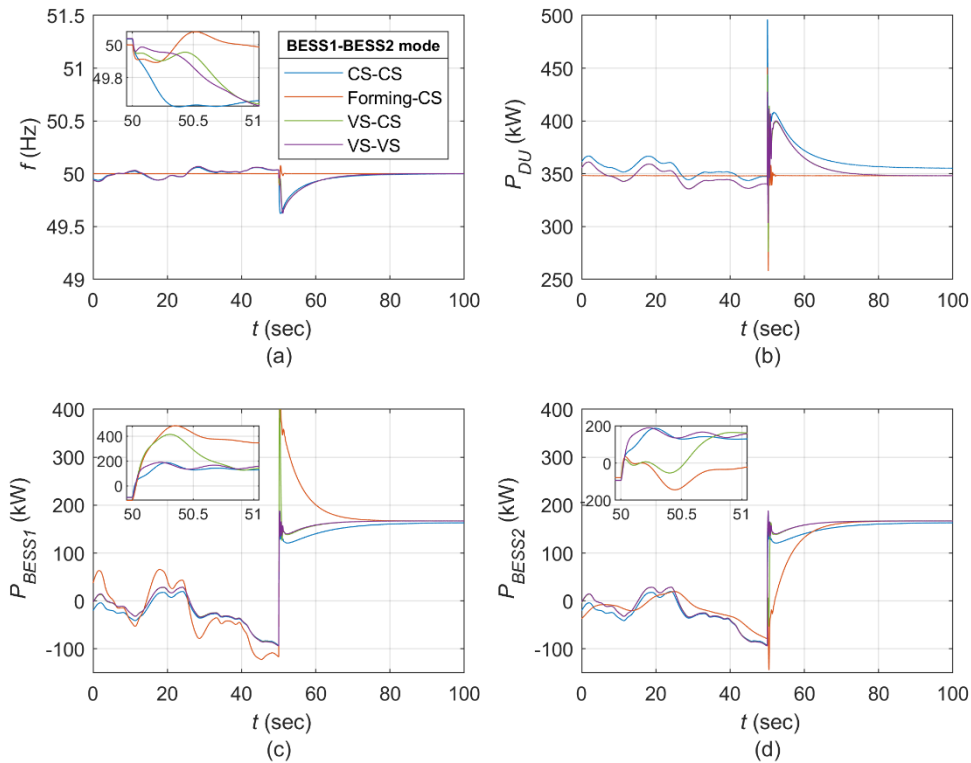 51.5
51
50.5
50
49.5
49
f (Hz)
50
49.8
50 50.5 51
BESS1-BESS2 mode
CS-CS
Forming-CS
VS-CS
VS-VS
0 20 40 60 80 100
t (sec)
(a)
500
450
400
350
300
250
P_DU (kW)
0 20 40 60 80 100
t (sec)
(b)
400
300
200
100
0
-100
P_BESS1 (kW)
400
200
0
50 50.5 51
0 20 40 60 80 100
t (sec)
(c)
400
300
200
100
0
-100
P_BESS2 (kW)
200
0
-200
50 50.5 51
0 20 40 60 80 100
t (sec)
(d)